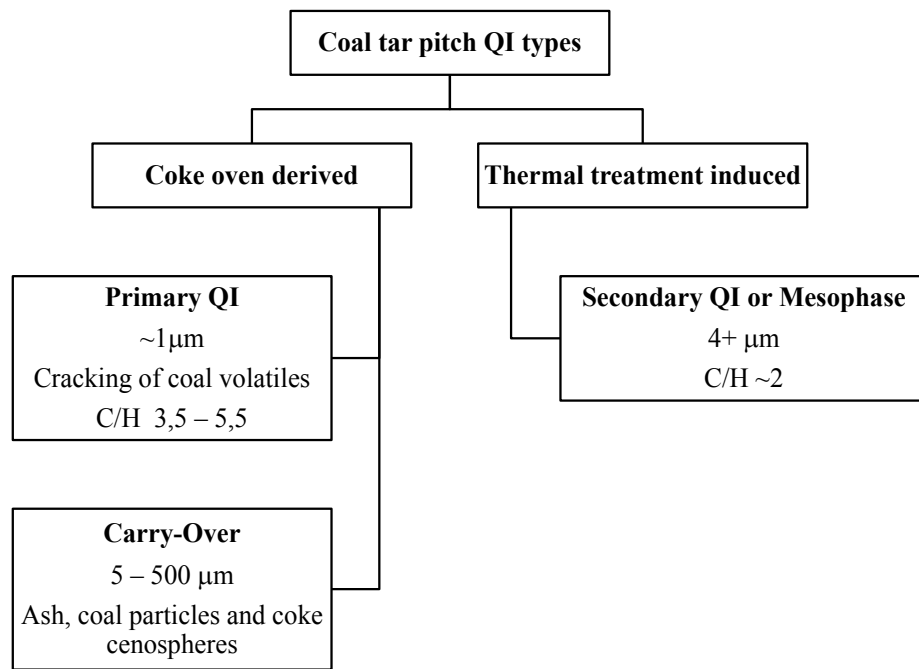 Coal tar pitch QI types
Coke oven derived
Thermal treatment induced
Primary QI
~1μm
Cracking of coal volatiles
C/H 3,5 – 5,5
Secondary QI or Mesophase
4+ μm
C/H ~2
Carry-Over
5 – 500 μm
Ash, coal particles and coke
cenospheres